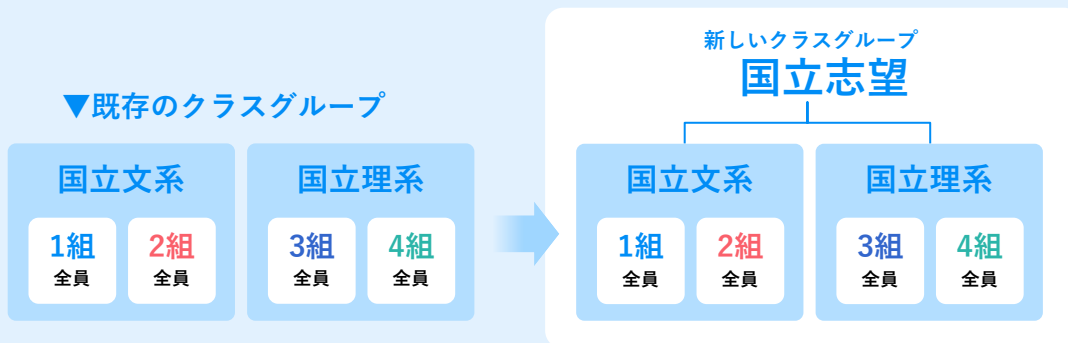 ▼既存のクラスグループ
国立文系
1組
全員
2組
全員
国立理系
3組
全員
4組
全員
新しいクラスグループ
国立志望
国立文系
1組
全員
2組
全員
国立理系
3組
全員
4組
全員